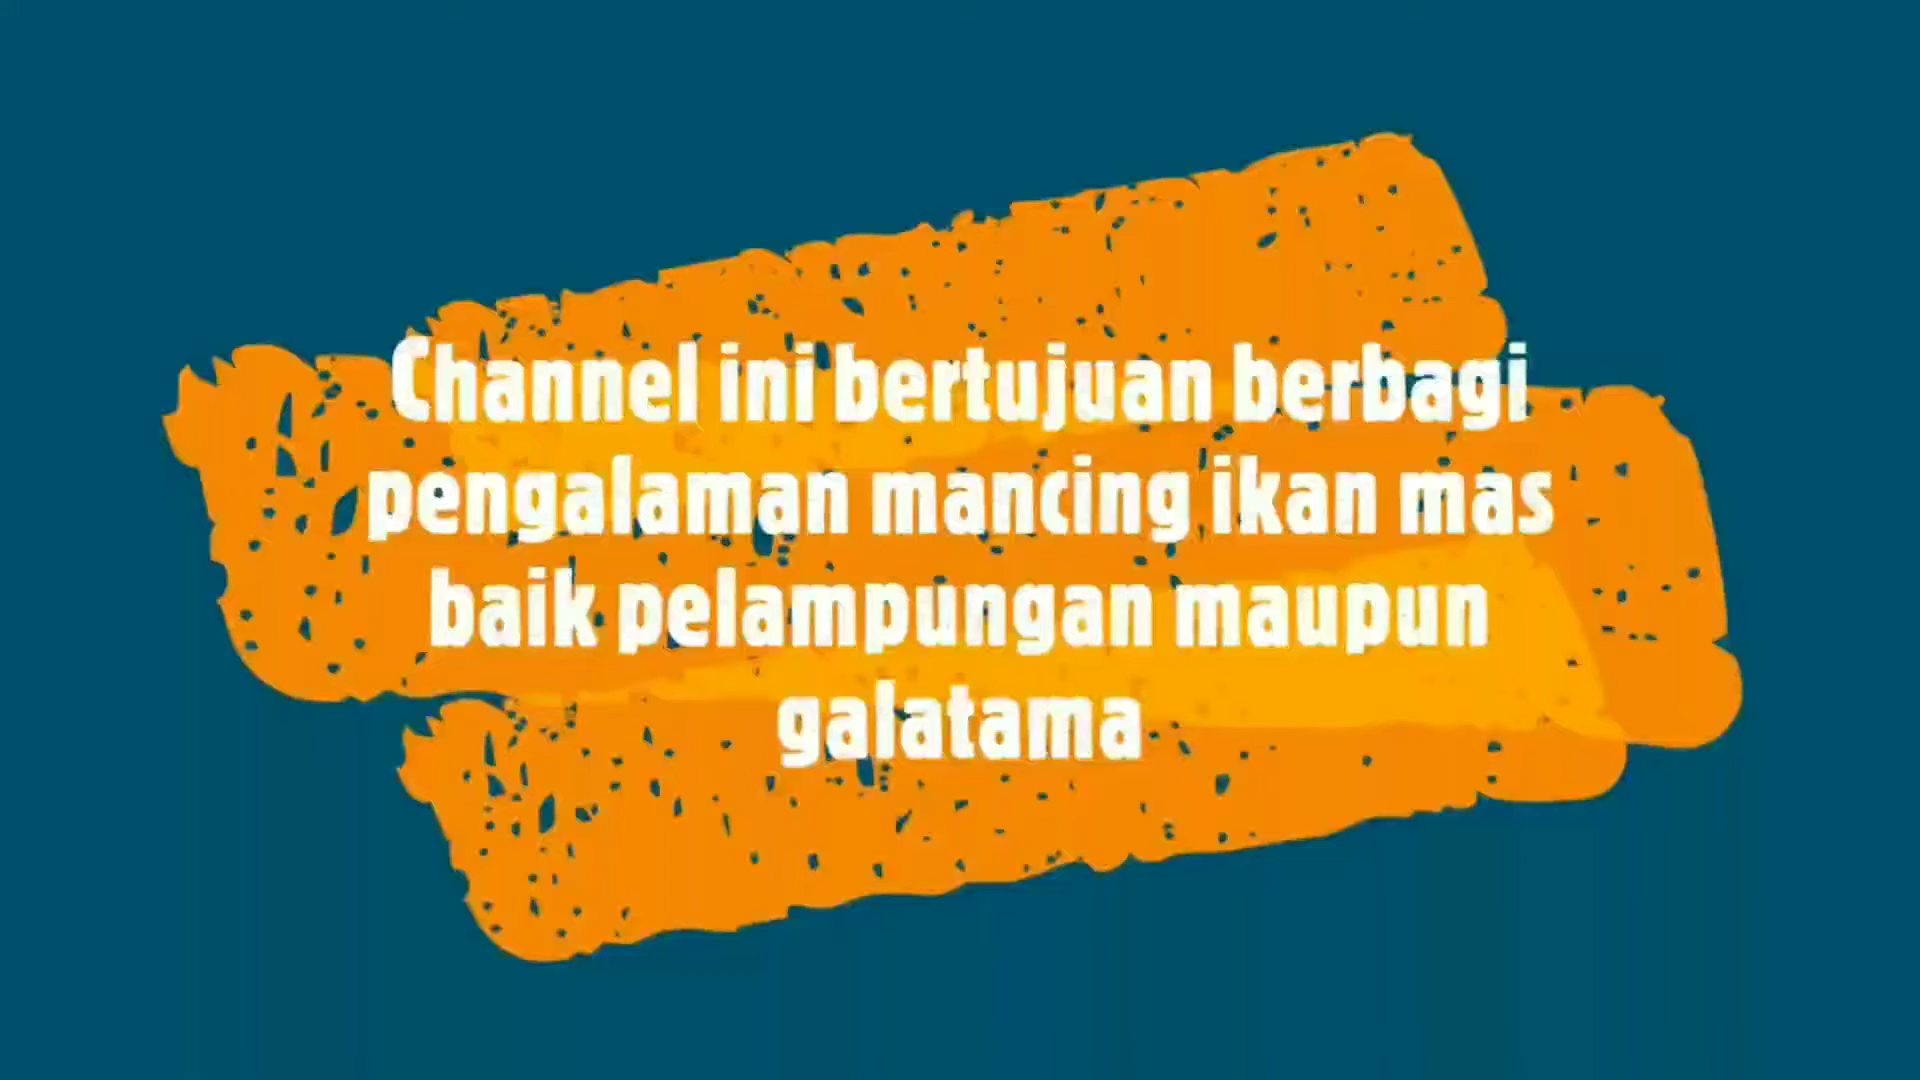 Channel ini bertujuan berbagi
pengalaman mancing ikan mas
baik pelampungan maupun
galatama